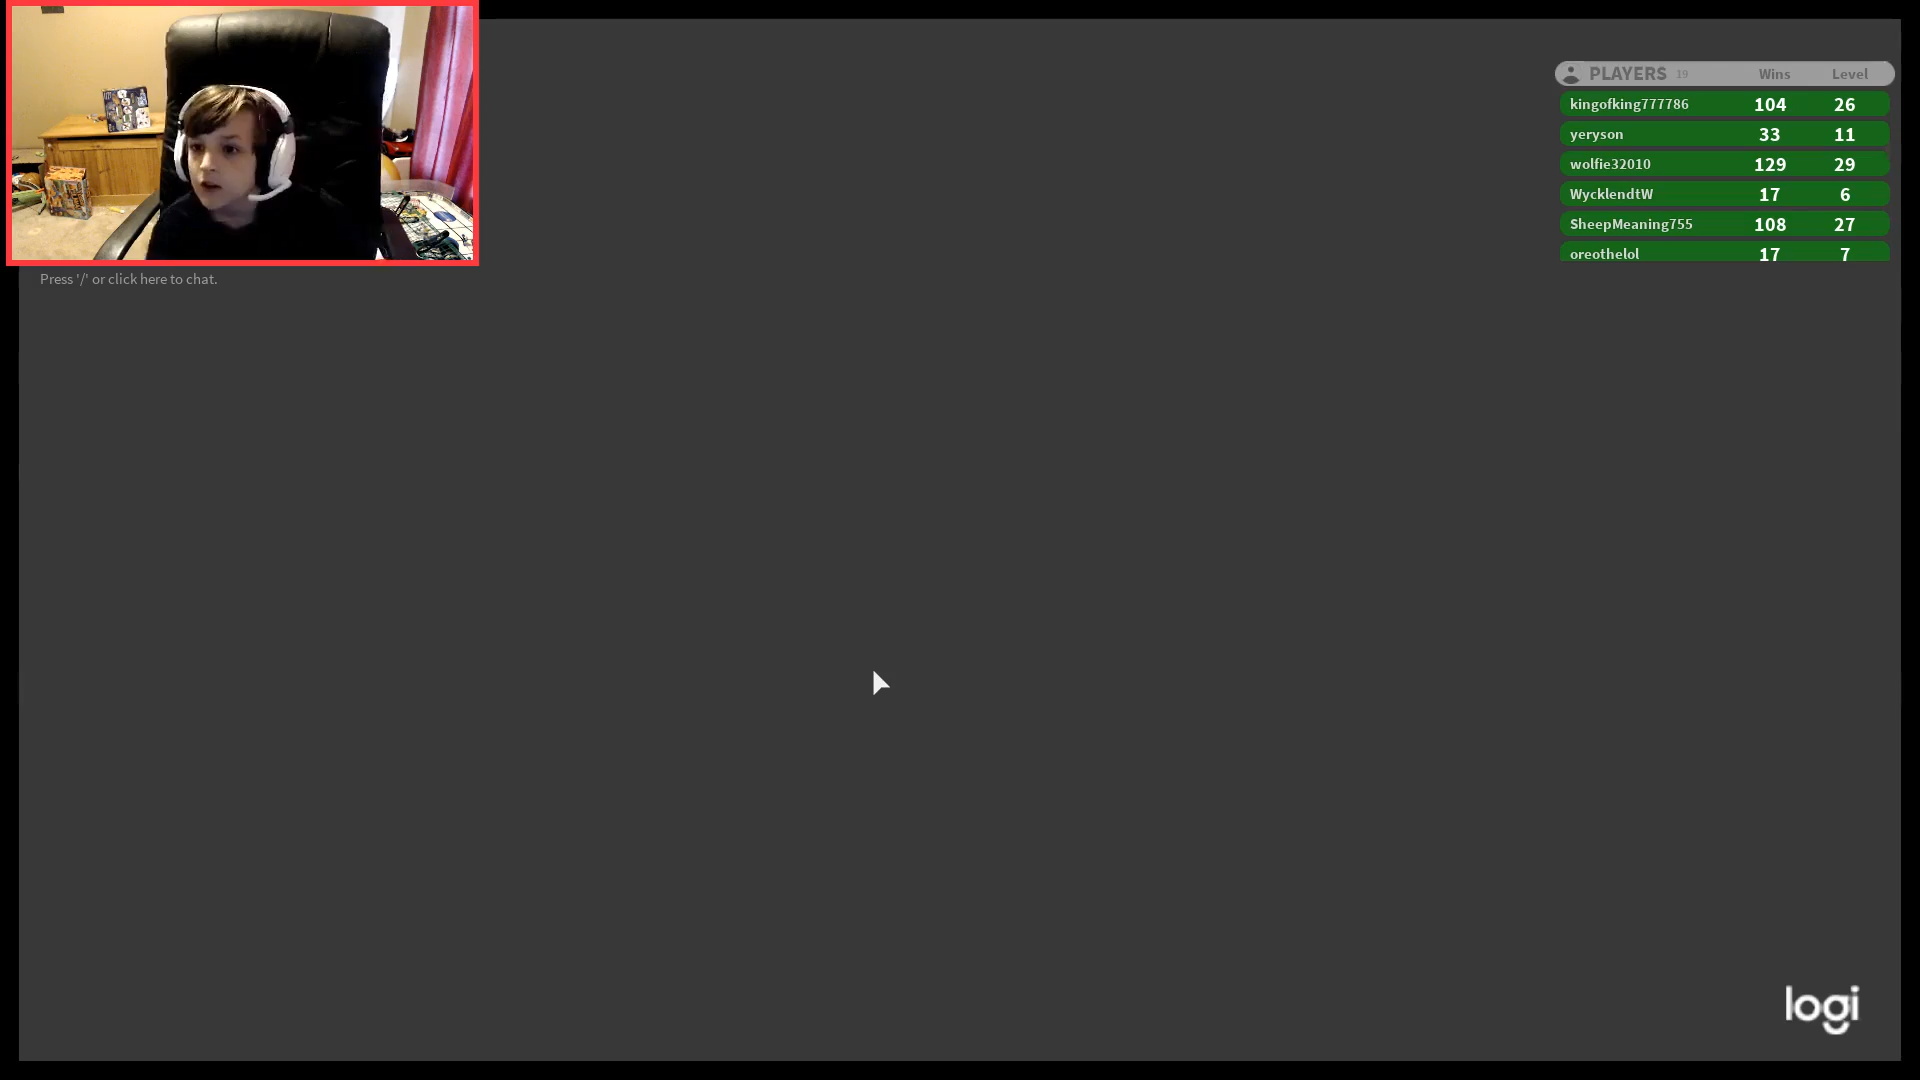 PLAYERS 19 Wins Level
kingofking777786 104 26
yeryson 33 11
wolfie32010 129 29
WycklendtW 17 6
SheepMeaning755 108 27
oreothelol 17 7
Press '/' or click here to chat.
logi